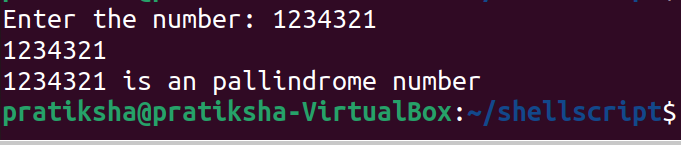 Enter the number: 1234321
1234321
1234321 is an pallindrome number
pratiksha@pratiksha-VirtualBox:~/shellscript$